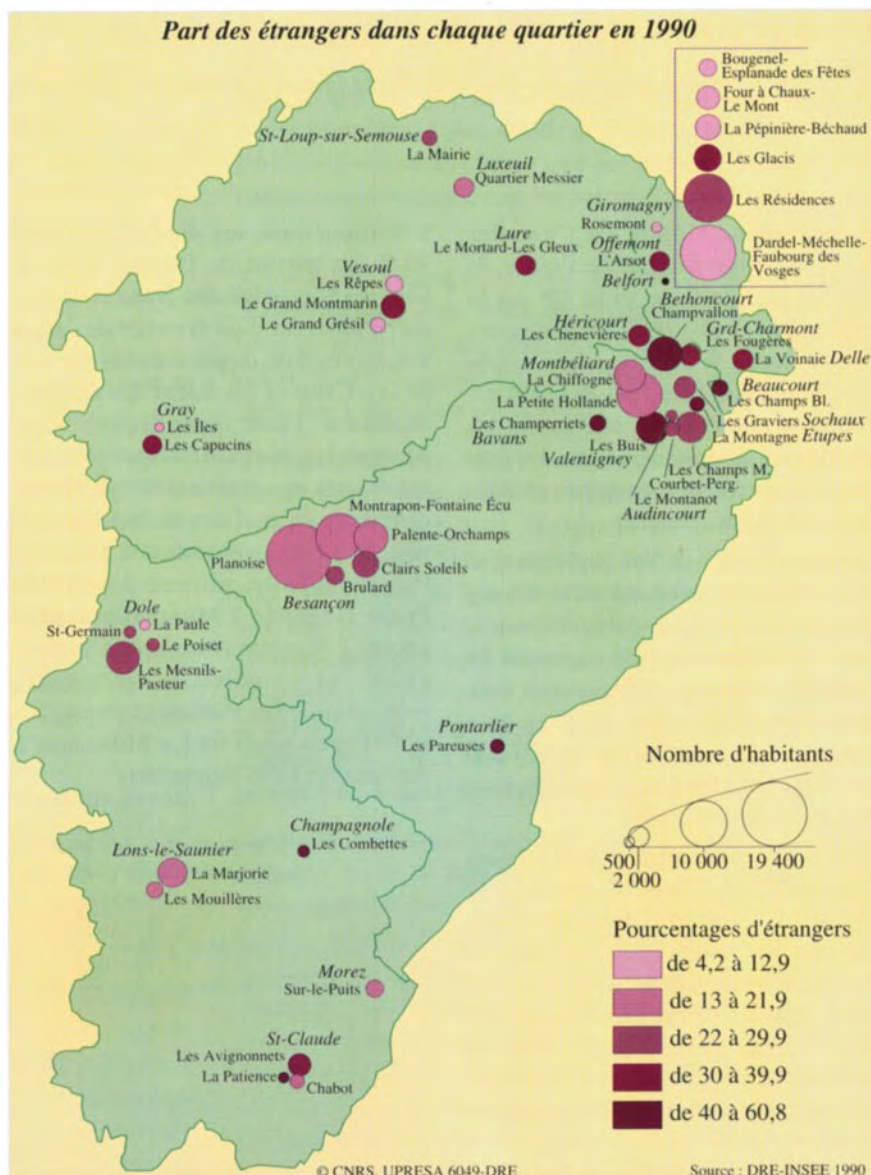 Part des étrangers dans chaque quartier en 1990
Bougenel-
Esplanade des Fêtes
Four à Chaux-
Le Mont
La Pépinière-Béchaud
Les Glacis
Les Résidences
Dardel-Méchelle-
Faubourg des
Vosges
St-Loup-sur-Semouse
La Mairie
Luxeuil
Quartier Messier
Giromagny
Rosemont
Lure
Le Mortard-Les Gleux
Offemont
L'Arsot
Belfort
Vesoul
Les Rêpes
Le Grand Montmarin
Le Grand Grésil
Bethoncourt
Champvallon
Héricourt
Les Chenevières
Grd-Charmont
Les Fougères
La Voinaie Delle
Montbéliard
La Chiffogne
La Petite Hollande
Beaucourt
Les Champs Bl.
Les Graviers Sochaux
La Montagne Etupes
Les Champerriets
Bavans
Les Buis
Valentigney
Les Champs M.
Courbet-Perg.
Le Montanot
Audincourt
Gray
Les Îles
Les Capucins
Montrapon-Fontaine Écu
Palente-Orchamps
Planoise
Clairs Soleils
Brulard
Besançon
Dole
La Paule
St-Germain
Le Poiset
Les Mesnils-
Pasteur
Pontarlier
Les Pareuses
Champagnole
Les Combettes
Lons-le-Saunier
La Marjorie
Les Mouillères
Morez
Sur-le-Puits
St-Claude
Les Avignonnets
La Patience
Chabot
Nombre d'habitants
500
2 000
10 000
19 400
Pourcentages d'étrangers
de 4,2 à 12,9
de 13 à 21,9
de 22 à 29,9
de 30 à 39,9
de 40 à 60,8
© CNRS, UPRESA 6049-DRE
Source : DRE-INSEE 1990